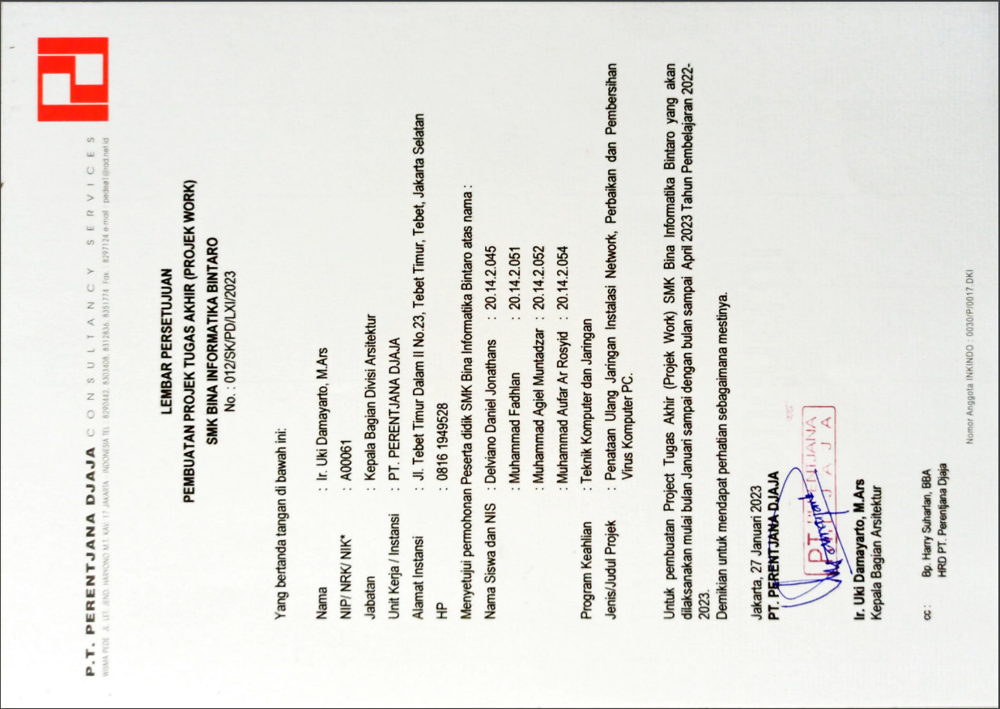 P.T. PERENTJANA DJAJA CONSULTANCY SERVICES
WISMA PEDE JL. LET. JEND. HARYONO M.T. KAV. 17 JAKARTA - INDONESIA TEL. : 8290442, 8303408, 8312836, 8351774 Fax. : 8297124 e-mail : pedea1@rad.net.id
LEMBAR PERSETUJUAN
PEMBUATAN PROJEK TUGAS AKHIR (PROJEK WORK)
SMK BINA INFORMATIKA BINTARO
No. : 012/SK/PD/LXI/2023
Yang bertanda tangan di bawah ini:
Nama : Ir. Uki Damayarto, M.Ars
NIP/ NRK/ NIK* : A00061
Jabatan : Kepala Bagian Divisi Arsitektur
Unit Kerja / Instansi : PT. PERENTJANA DJAJA
Alamat Instansi : Jl. Tebet Timur Dalam II No.23, Tebet Timur, Tebet, Jakarta Selatan
HP : 0816 1949528
Menyetujui permohonan Peserta didik SMK Bina Informatika Bintaro atas nama :
Nama Siswa dan NIS : Delviano Daniel Jonathans : 20.14.2.045
: Muhammad Fadhlan : 20.14.2.051
: Muhammad Agiel Muntadzar : 20.14.2.052
: Muhammad Aufar Ar Rosyid : 20.14.2.054
Program Keahlian : Teknik Komputer dan Jaringan
Jenis/Judul Projek : Penataan Ulang Jaringan Instalasi Network, Perbaikan dan Pembersihan
Virus Komputer PC.
Untuk pembuatan Project Tugas Akhir (Projek Work) SMK Bina Informatika Bintaro yang akan
dilaksanakan mulai bulan Januari sampai dengan bulan sampai April 2023 Tahun Pembelajaran 2022-
2023.
Demikian untuk mendapat perhatian sebagaimana mestinya.
Jakarta, 27 Januari 2023
PT. PERENTJANA DJAJA
Ir. Uki Damayarto, M.Ars
Kepala Bagian Arsitektur
cc : Bp. Harry Suharlan, BBA
HRD PT. Perentjana Djaja
Nomor Anggota INKINDO : 0030/P/0017.DKI